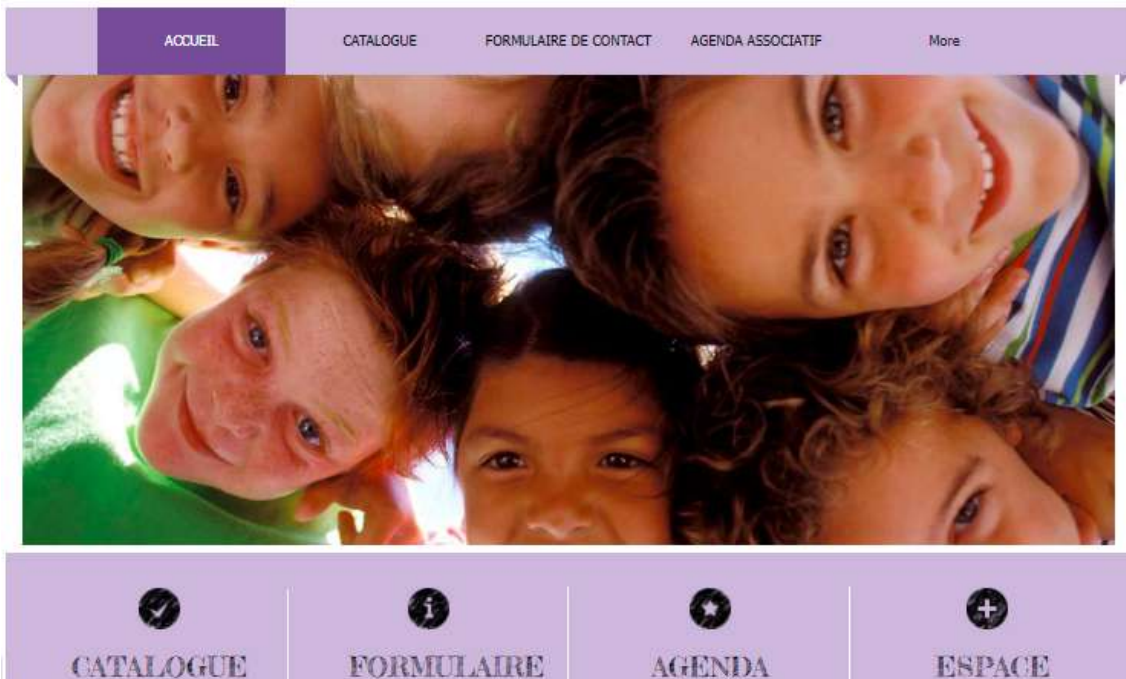 ACCUEIL CATALOGUE FORMULAIRE DE CONTACT AGENDA ASSOCIATIF More
CATALOGUE FORMULAIRE AGENDA ESPACE